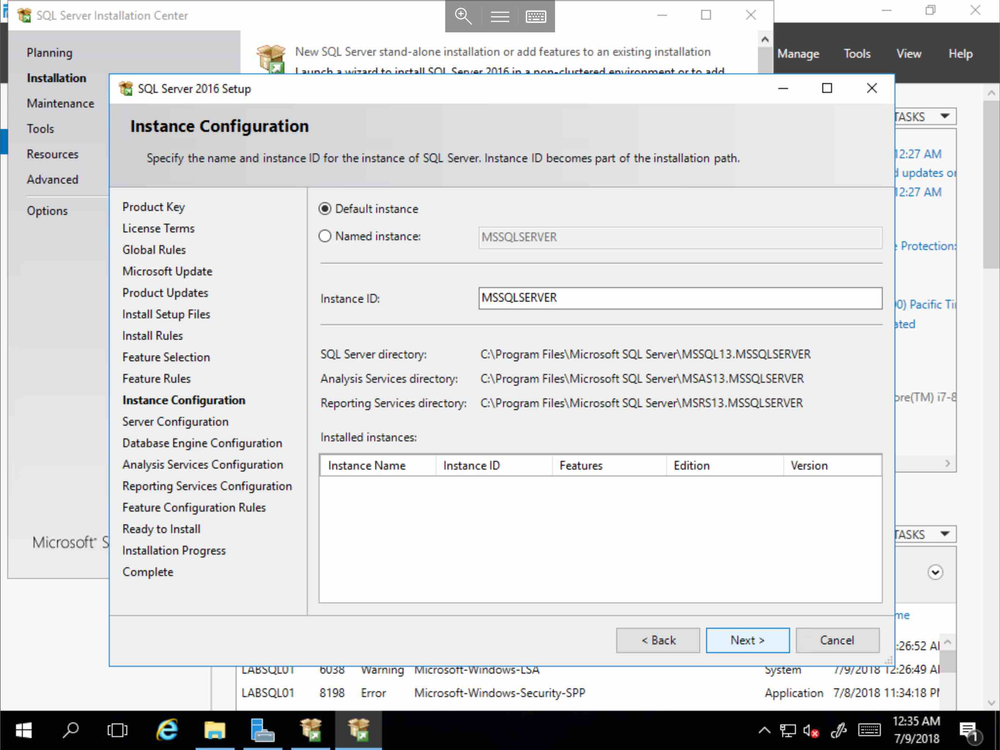 SQL Server Installation Center
Planning
Installation
Maintenance
Tools
Resources
Advanced
Options
Microsoft S
New SQL Server stand-alone installation or add features to an existing installation
Launch a wizard to install SQL Server 2016 in a non-clustered environment or to add
Manage Tools View Help
SQL Server 2016 Setup
Instance Configuration
Specify the name and instance ID for the instance of SQL Server. Instance ID becomes part of the installation path.
Product Key
License Terms
Global Rules
Microsoft Update
Product Updates
Install Setup Files
Install Rules
Feature Selection
Feature Rules
Instance Configuration
Server Configuration
Database Engine Configuration
Analysis Services Configuration
Reporting Services Configuration
Feature Configuration Rules
Ready to Install
Installation Progress
Complete
Default instance
Named instance: MSSQLSERVER
Instance ID: MSSQLSERVER
SQL Server directory: C:\Program Files\Microsoft SQL Server\MSSQL13.MSSQLSERVER
Analysis Services directory: C:\Program Files\Microsoft SQL Server\MSAS13.MSSQLSERVER
Reporting Services directory: C:\Program Files\Microsoft SQL Server\MSRS13.MSSQLSERVER
Installed instances:
Instance Name Instance ID Features Edition Version
< Back Next > Cancel
TASKS
12:27 AM
d updates or
12:27 AM
e Protection:
00) Pacific Ti
ated
ore(TM) i7-8
TASKS
me
:26:52 A
LABSQL01 6038 Warning Microsoft-Windows-LSA System 7/9/2018 12:26:49 A
LABSQL01 8198 Error Microsoft-Windows-Security-SPP Application 7/8/2018 11:34:18 P
12:35 AM
7/9/2018
1